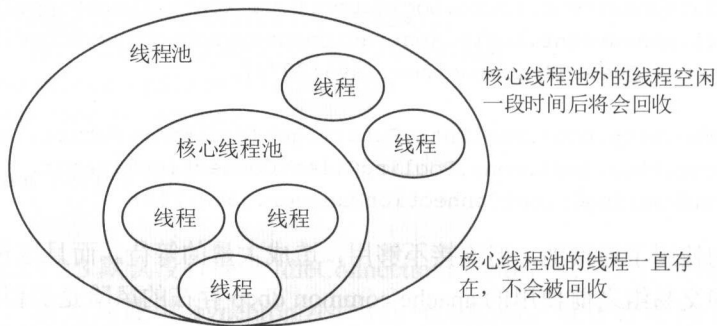 线程池
线程
核心线程池外的线程空闲
一段时间后将会回收
线程
核心线程池
线程
线程
线程
核心线程池的线程一直存
在，不会被回收